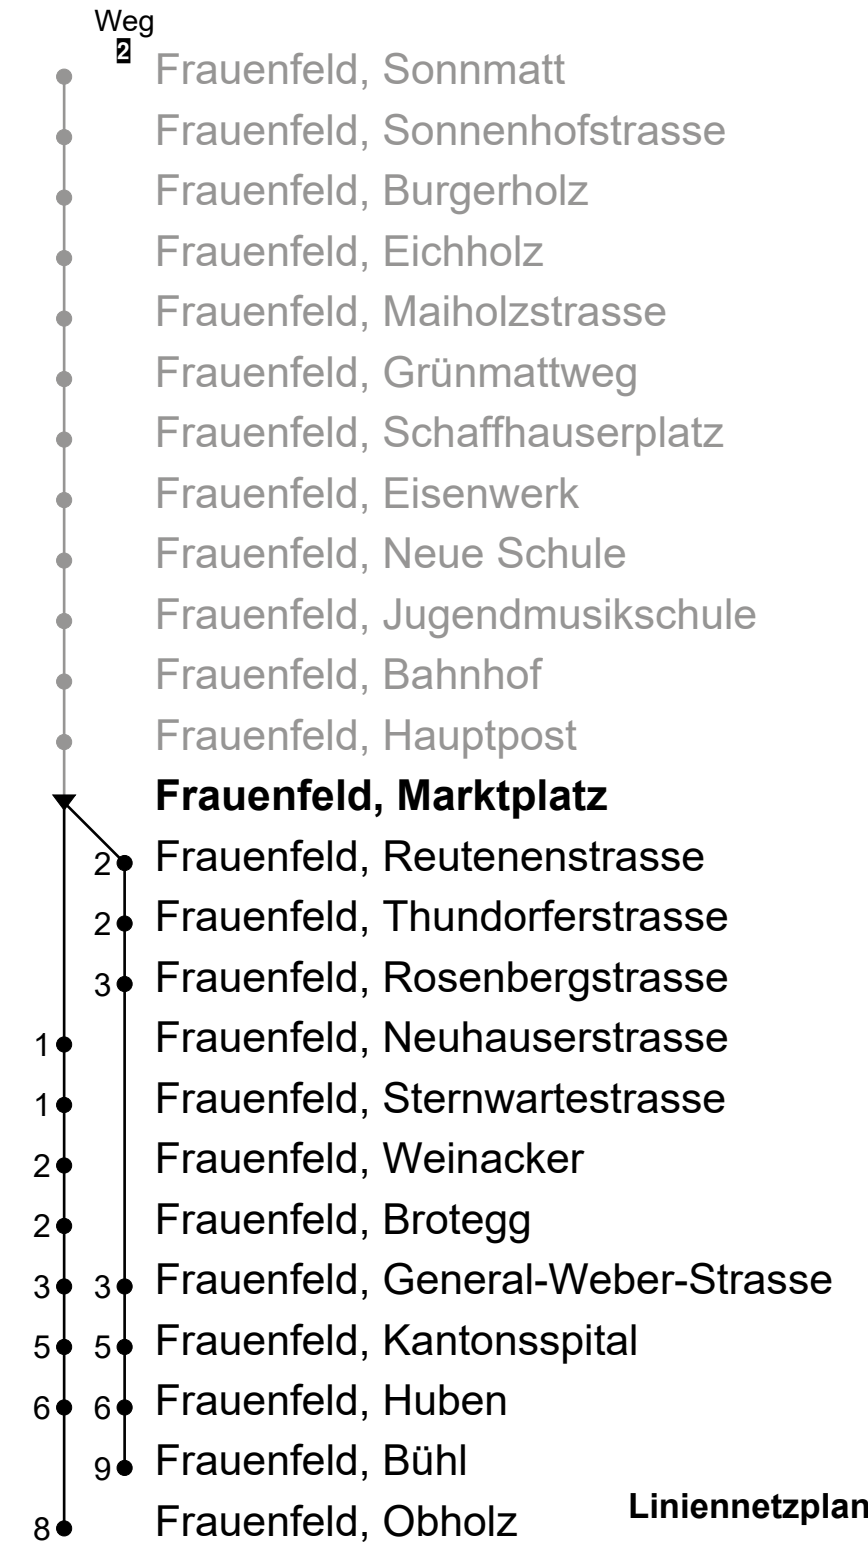 Weg
2
Frauenfeld, Sonnmatt
Frauenfeld, Sonnenhofstrasse
Frauenfeld, Burgerholz
Frauenfeld, Eichholz
Frauenfeld, Maiholzstrasse
Frauenfeld, Grünmattweg
Frauenfeld, Schaffhauserplatz
Frauenfeld, Eisenwerk
Frauenfeld, Neue Schule
Frauenfeld, Jugendmusikschule
Frauenfeld, Bahnhof
Frauenfeld, Hauptpost
Frauenfeld, Marktplatz
2 Frauenfeld, Reutenenstrasse
2 Frauenfeld, Thundorferstrasse
3 Frauenfeld, Rosenbergstrasse
1 Frauenfeld, Neuhauserstrasse
1 Frauenfeld, Sternwartestrasse
2 Frauenfeld, Weinacker
2 Frauenfeld, Brotegg
3 3 Frauenfeld, General-Weber-Strasse
5 5 Frauenfeld, Kantonsspital
6 6 Frauenfeld, Huben
9 Frauenfeld, Bühl
Liniennetzplan
8 Frauenfeld, Obholz